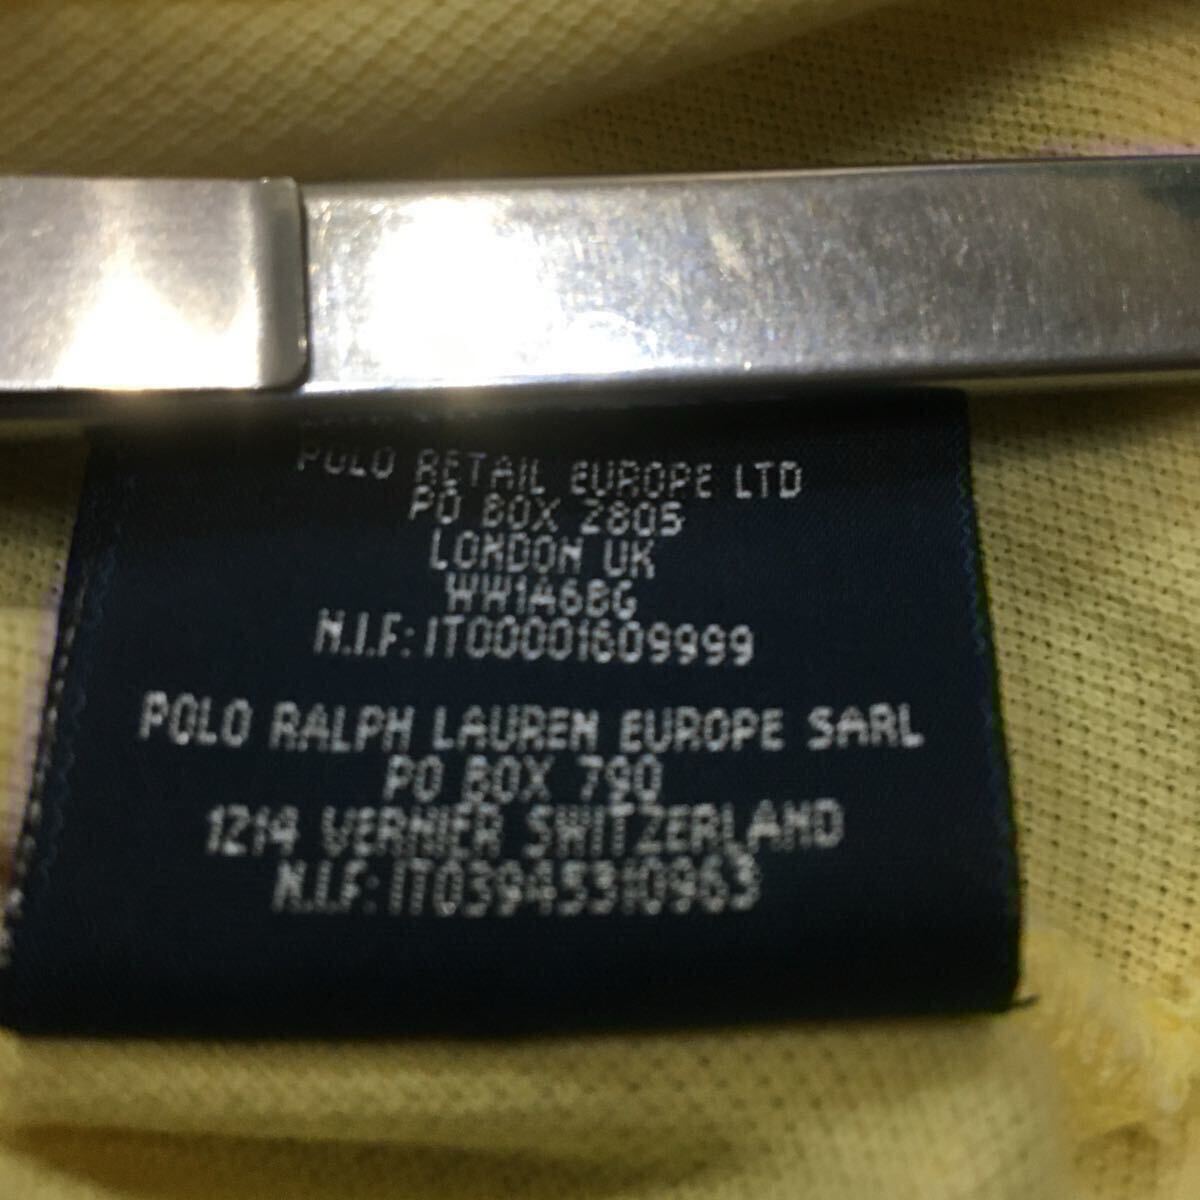 POLO RETAIL EUROPE LTD
PO BOX 2805
LONDON UK
WW1A6BG
N.I.F: IT00001609999
POLO RALPH LAUREN EUROPE SARL
PO BOX 790
1214 VERNIER SWITZERLAND
N.I.F: IT03945310963